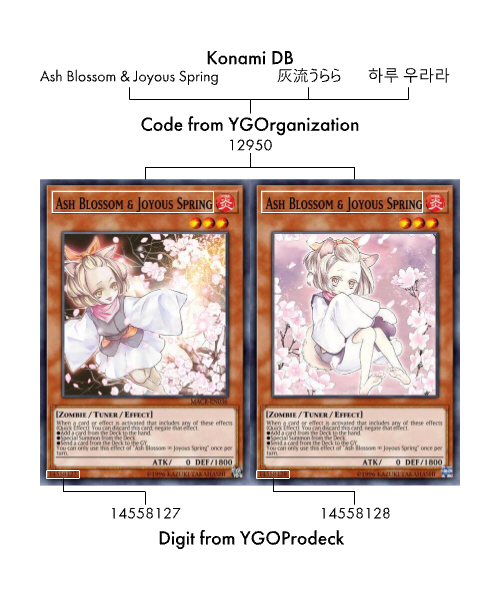 Konami DB
Ash Blossom & Joyous Spring 灰流うらら 하루 우라라
Code from YGOrganization
12950
Ash Blossom & Joyous Spring 炎
Ash Blossom & Joyous Spring 炎
MACR-EN036
[Zombie / Tuner / Effect]
When a card or effect is activated that includes any of these effects
(Quick Effect): You can discard this card; negate that effect.
●Add a card from the Deck to the hand.
●Special Summon from the Deck.
●Send a card from the Deck to the GY.
You can only use this effect of "Ash Blossom & Joyous Spring" once per
turn.
ATK/ 0 DEF/1800
©1996 KAZUKI TAKAHASHI
[Zombie / Tuner / Effect]
When a card or effect is activated that includes any of these effects
(Quick Effect): You can discard this card; negate that effect.
●Add a card from the Deck to the hand.
●Special Summon from the Deck.
●Send a card from the Deck to the GY.
You can only use this effect of "Ash Blossom & Joyous Spring" once per
turn.
ATK/ 0 DEF/1800
©1996 KAZUKI TAKAHASHI
14558127
14558128
Digit from YGOProdeck